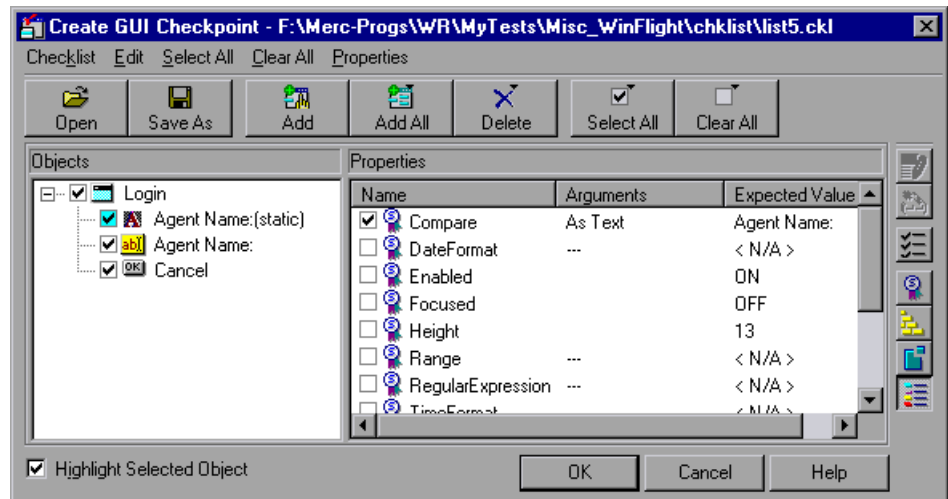 Create GUI Checkpoint - F:\Merc-Progs\WR\MyTests\Misc_WinFlight\chklist\list5.ckl
Checklist Edit Select All Clear All Properties
Open Save As Add Add All Delete Select All Clear All
Objects
Login
Agent Name:(static)
Agent Name:
Cancel
Properties
Name Arguments Expected Value
Compare As Text Agent Name:
DateFormat --- < N/A >
Enabled ON
Focused OFF
Height 13
Range --- < N/A >
RegularExpression --- < N/A >
TimeFormat < N/A >
Highlight Selected Object
OK Cancel Help